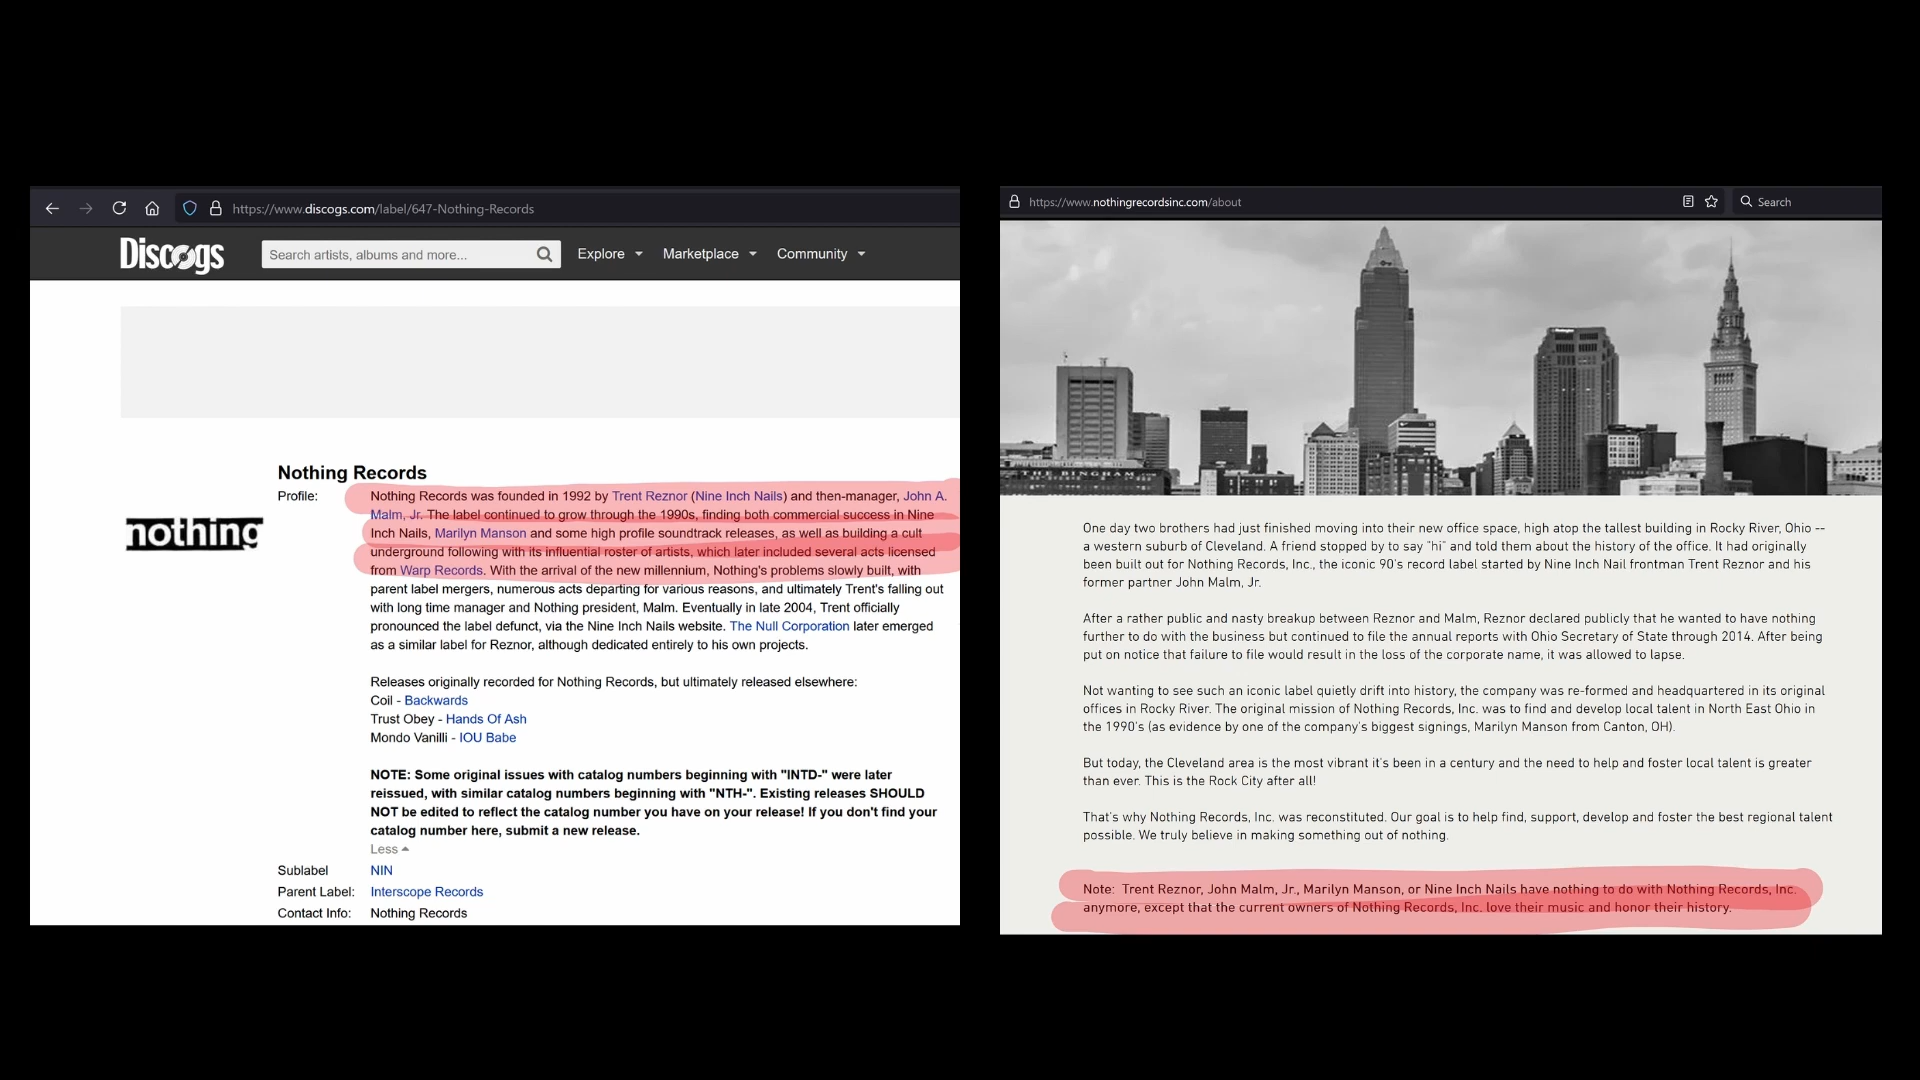 https://www.discogs.com/label/647-Nothing-Records
Discogs
Search artists, albums and more...
Explore
Marketplace
Community
nothing
Nothing Records
Profile:
Nothing Records was founded in 1992 by Trent Reznor (Nine Inch Nails) and then-manager, John A.
Malm, Jr. The label continued to grow through the 1990s, finding both commercial success in Nine
Inch Nails, Marilyn Manson and some high profile soundtrack releases, as well as building a cult
underground following with its influential roster of artists, which later included several acts licensed
from Warp Records. With the arrival of the new millennium, Nothing's problems slowly built, with
parent label mergers, numerous acts departing for various reasons, and ultimately Trent's falling out
with long time manager and Nothing president, Malm. Eventually in late 2004, Trent officially
pronounced the label defunct, via the Nine Inch Nails website. The Null Corporation later emerged
as a similar label for Reznor, although dedicated entirely to his own projects.
Releases originally recorded for Nothing Records, but ultimately released elsewhere:
Coil - Backwards
Trust Obey - Hands Of Ash
Mondo Vanilli - IOU Babe
NOTE: Some original issues with catalog numbers beginning with "INTD-" were later
reissued, with similar catalog numbers beginning with "NTH-". Existing releases SHOULD
NOT be edited to reflect the catalog number you have on your release! If you don't find your
catalog number here, submit a new release.
Less
Sublabel
NIN
Parent Label:
Interscope Records
Contact Info:
Nothing Records
https://www.nothingrecordsinc.com/about
Search
THE BINGHAM
One day two brothers had just finished moving into their new office space, high atop the tallest building in Rocky River, Ohio --
a western suburb of Cleveland. A friend stopped by to say "hi" and told them about the history of the office. It had originally
been built out for Nothing Records, Inc., the iconic 90's record label started by Nine Inch Nail frontman Trent Reznor and his
former partner John Malm, Jr.
After a rather public and nasty breakup between Reznor and Malm, Reznor declared publicly that he wanted to have nothing
further to do with the business but continued to file the annual reports with Ohio Secretary of State through 2014. After being
put on notice that failure to file would result in the loss of the corporate name, it was allowed to lapse.
Not wanting to see such an iconic label quietly drift into history, the company was re-formed and headquartered in its original
offices in Rocky River. The original mission of Nothing Records, Inc. was to find and develop local talent in North East Ohio in
the 1990's (as evidence by one of the company's biggest signings, Marilyn Manson from Canton, OH).
But today, the Cleveland area is the most vibrant it's been in a century and the need to help and foster local talent is greater
than ever. This is the Rock City after all!
That's why Nothing Records, Inc. was reconstituted. Our goal is to help find, support, develop and foster the best regional talent
possible. We truly believe in making something out of nothing.
Note: Trent Reznor, John Malm, Jr., Marilyn Manson, or Nine Inch Nails have nothing to do with Nothing Records, Inc.
anymore, except that the current owners of Nothing Records, Inc. love their music and honor their history.